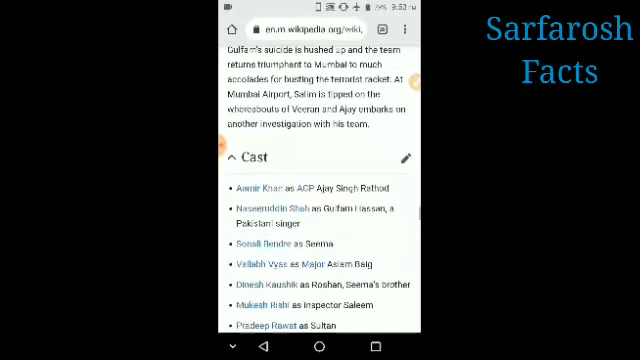 79% 9:53 PM
en.m.wikipedia.org/wiki,
Sarfarosh
Facts
Gulfam's suicide is hushed up and the team
returns triumphant to Mumbai to much
accolades for busting the terrorist racket. At
Mumbai Airport, Salim is tipped on the
whereabouts of Veeran and Ajay embarks on
another investigation with his team.
Cast
• Aamir Khan as ACP Ajay Singh Rathod
• Naseeruddin Shah as Gulfam Hassan, a
Pakistani singer
• Sonali Bendre as Seema
• Vallabh Vyas as Major Aslam Baig
• Dinesh Kaushik as Roshan, Seema's brother
• Mukesh Rishi as Inspector Saleem
• Pradeep Rawat as Sultan